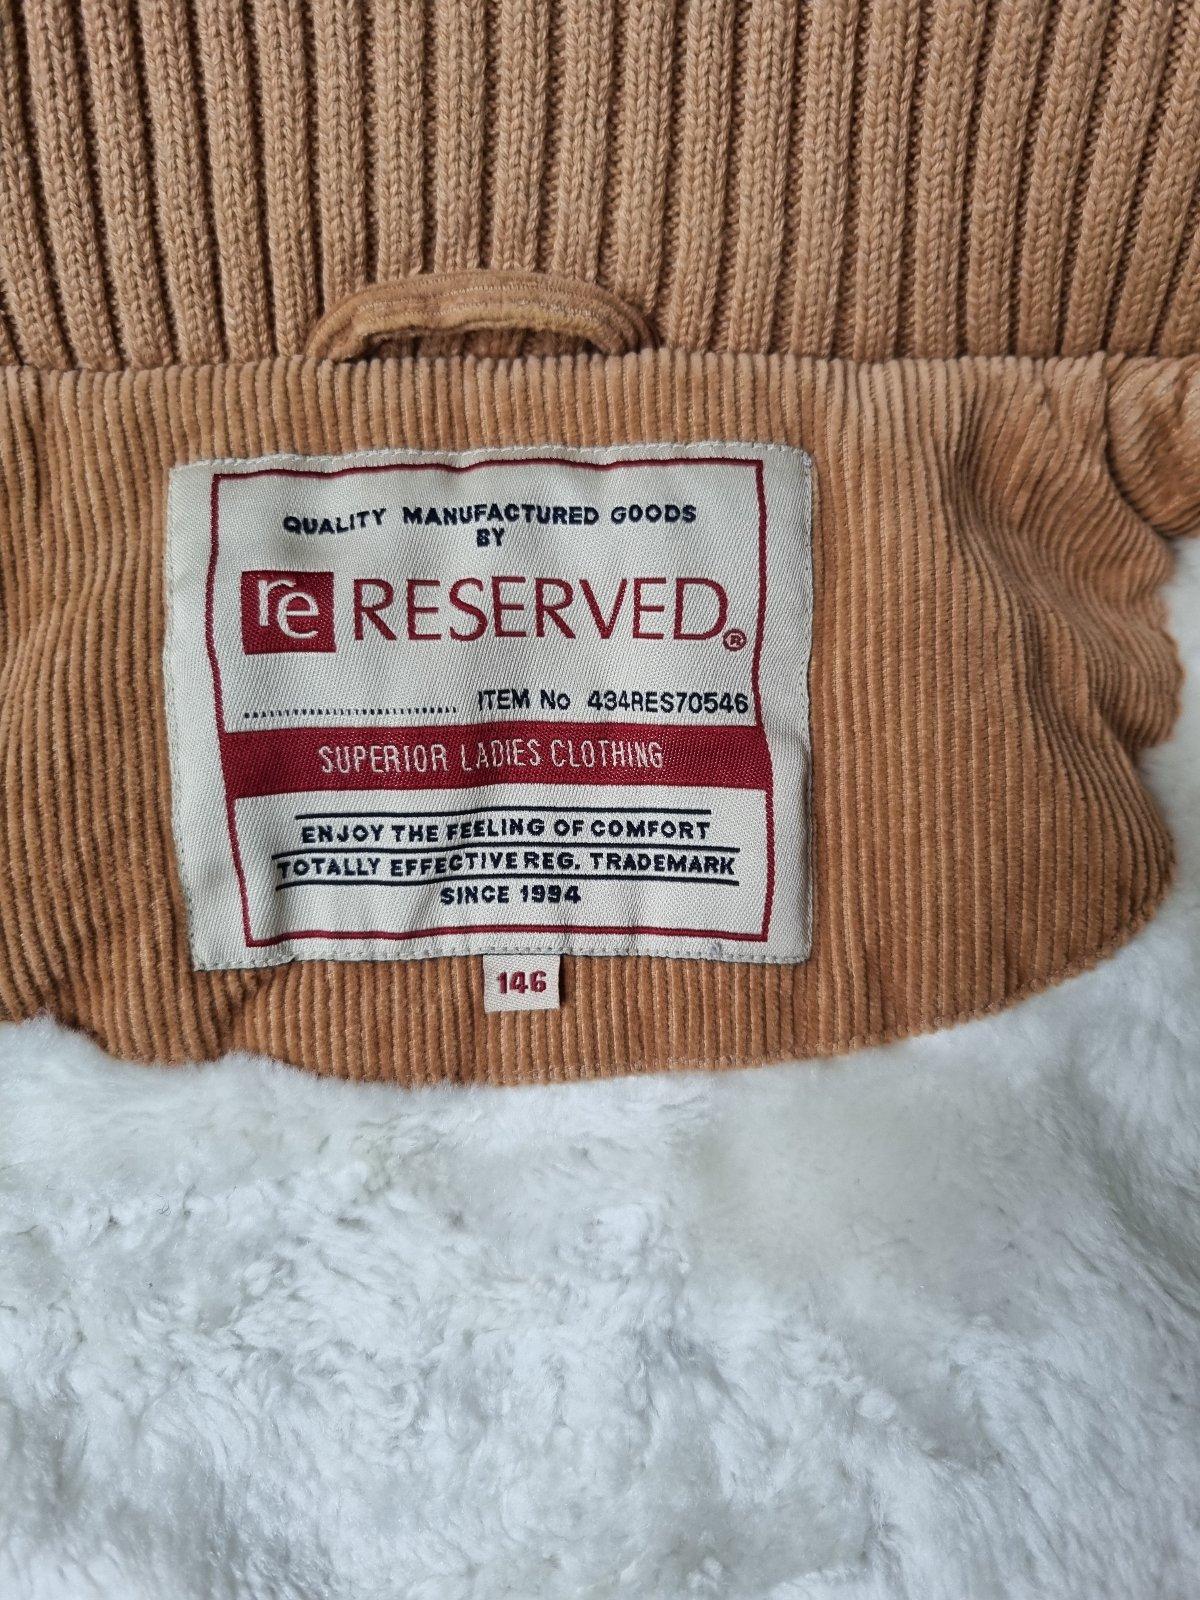 QUALITY MANUFACTURED GOODS
BY
re RESERVED®
ITEM No 434RES70546
SUPERIOR LADIES CLOTHING
ENJOY THE FEELING OF COMFORT
TOTALLY EFFECTIVE REG. TRADEMARK
SINCE 1994
146